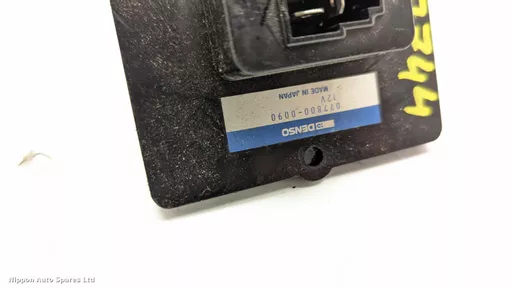 DENSO
077800-0090
12V
MADE IN JAPAN
Nippon Auto Spares Ltd